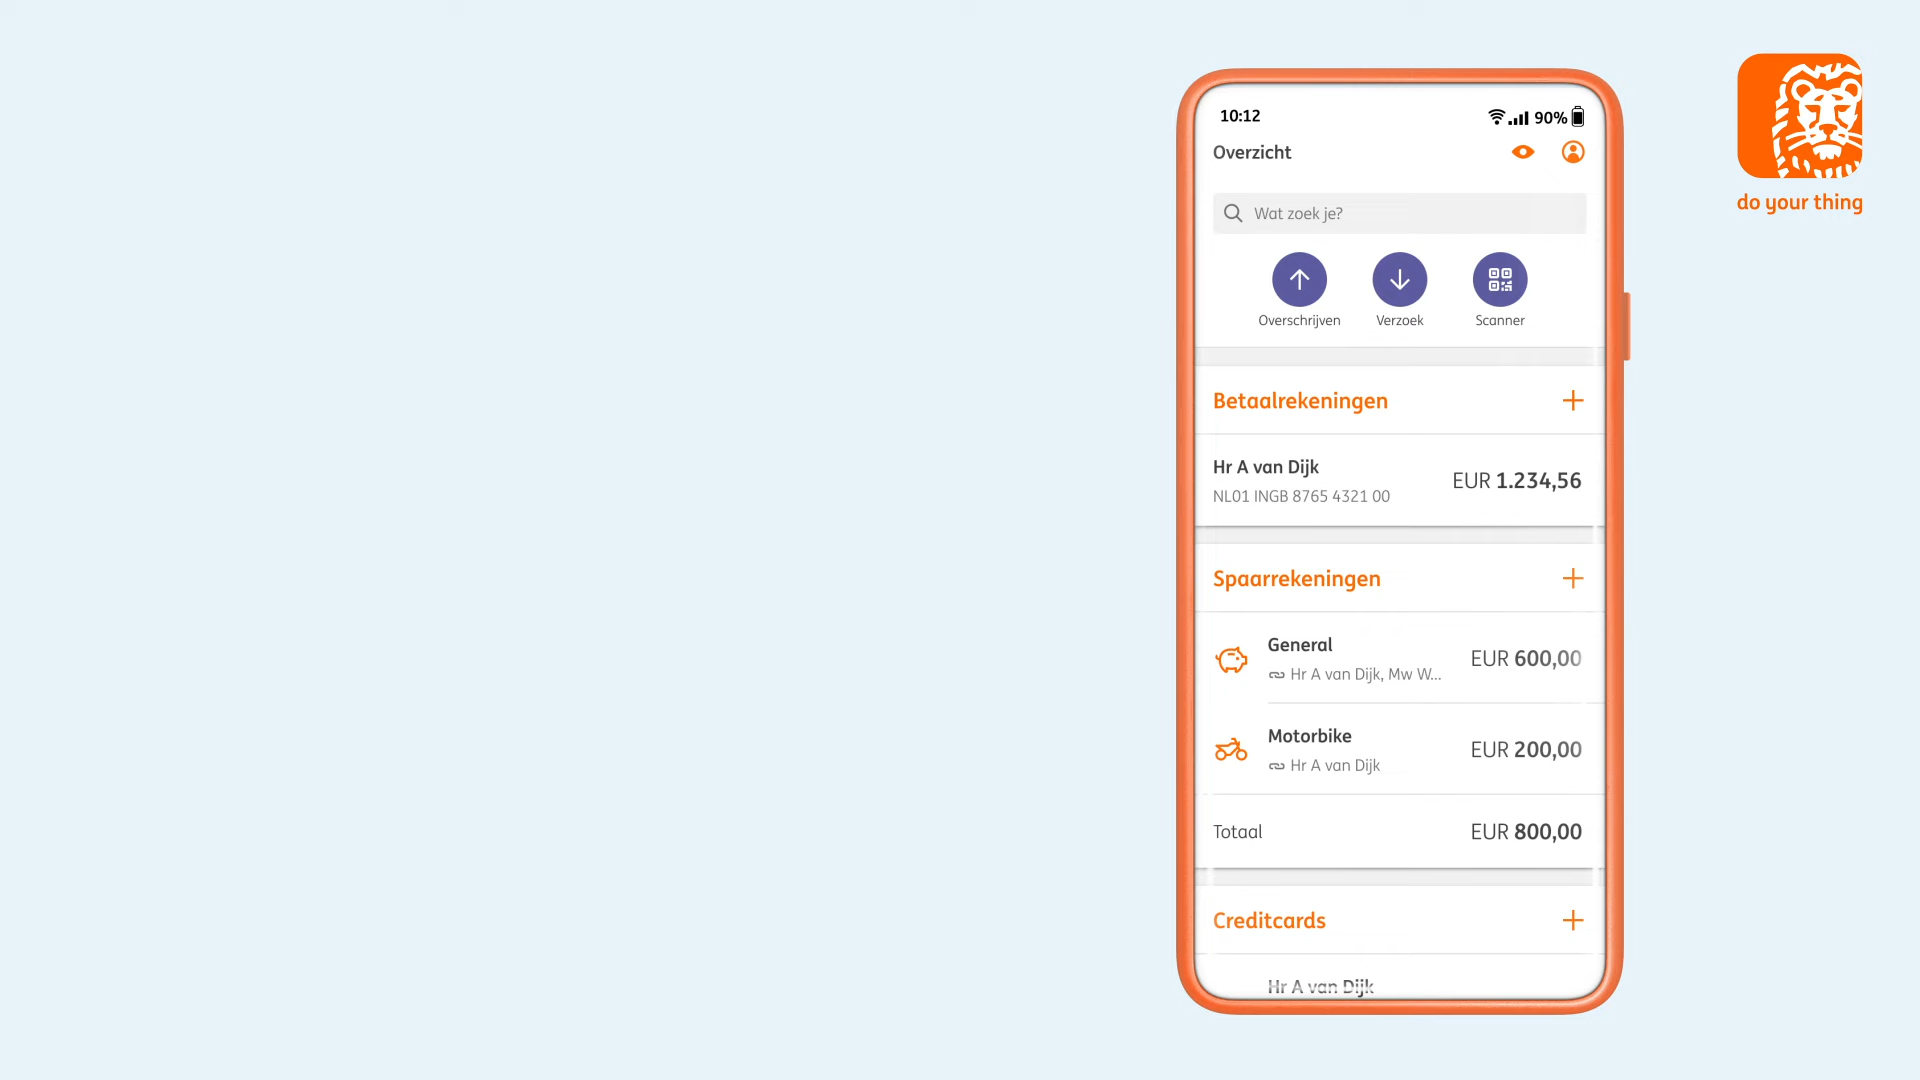 10:12
90%
Overzicht
Wat zoek je?
Overschrijven
Verzoek
Scanner
Betaalrekeningen
Hr A van Dijk
EUR 1.234,56
NL01 INGB 8765 4321 00
Spaarrekeningen
General
EUR 600,00
Hr A van Dijk, Mw W...
Motorbike
EUR 200,00
Hr A van Dijk
Totaal
EUR 800,00
Creditcards
Hr A van Dijk
do your thing